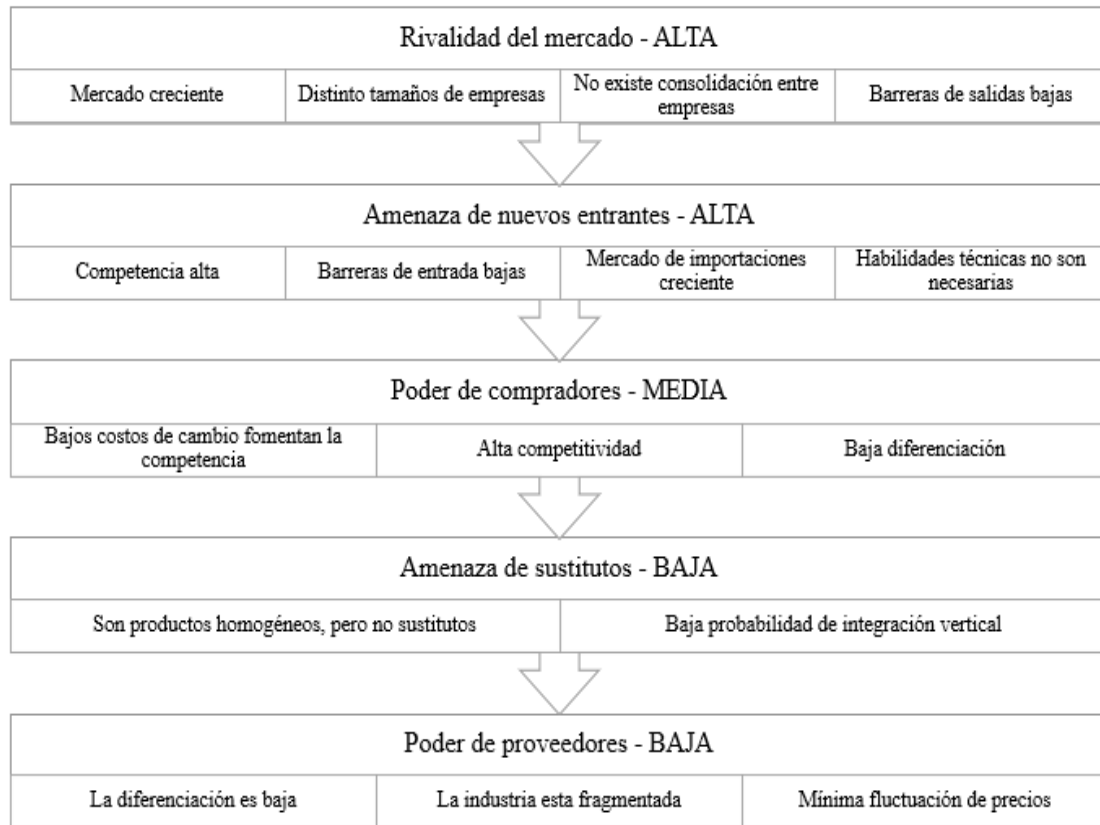 Rivalidad del mercado - ALTA
Mercado creciente
Distinto tamaños de empresas
No existe consolidación entre
empresas
Barreras de salidas bajas
Amenaza de nuevos entrantes - ALTA
Competencia alta
Barreras de entrada bajas
Mercado de importaciones
creciente
Habilidades técnicas no son
necesarias
Poder de compradores - MEDIA
Bajos costos de cambio fomentan la
competencia
Alta competitividad
Baja diferenciación
Amenaza de sustitutos - BAJA
Son productos homogéneos, pero no sustitutos
Baja probabilidad de integración vertical
Poder de proveedores - BAJA
La diferenciación es baja
La industria esta fragmentada
Mínima fluctuación de precios